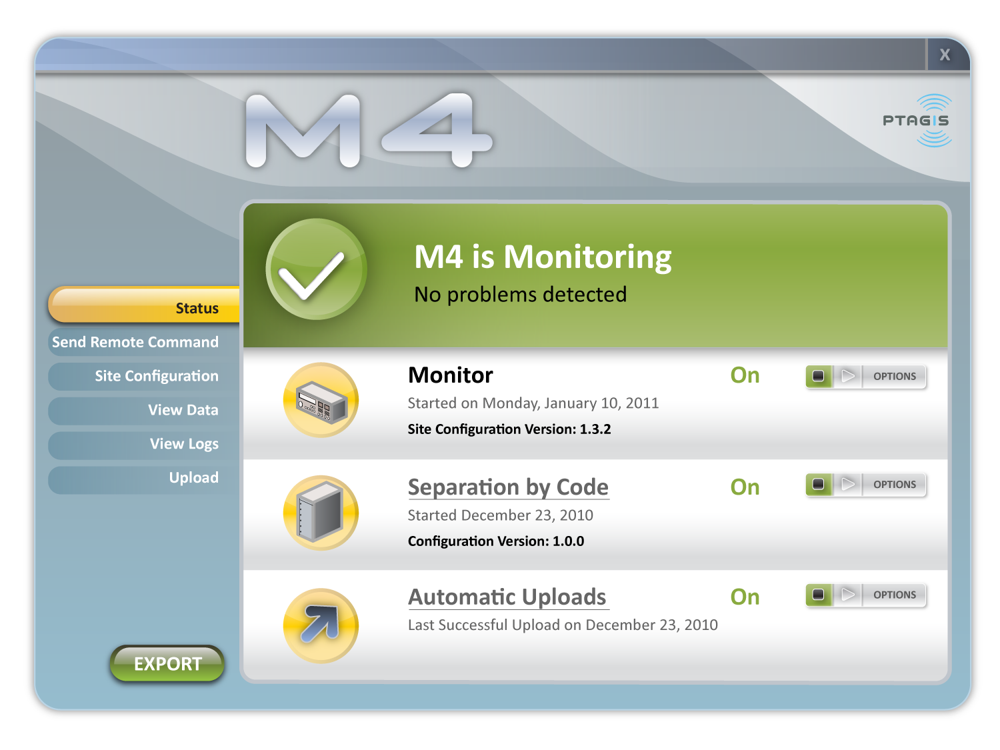 X
M4
PTAGIS
M4 is Monitoring
No problems detected
Status
Send Remote Command
Site Configuration
View Data
View Logs
Upload
EXPORT
Monitor
On
OPTIONS
Started on Monday, January 10, 2011
Site Configuration Version: 1.3.2
Separation by Code
On
OPTIONS
Started December 23, 2010
Configuration Version: 1.0.0
Automatic Uploads
On
OPTIONS
Last Successful Upload on December 23, 2010